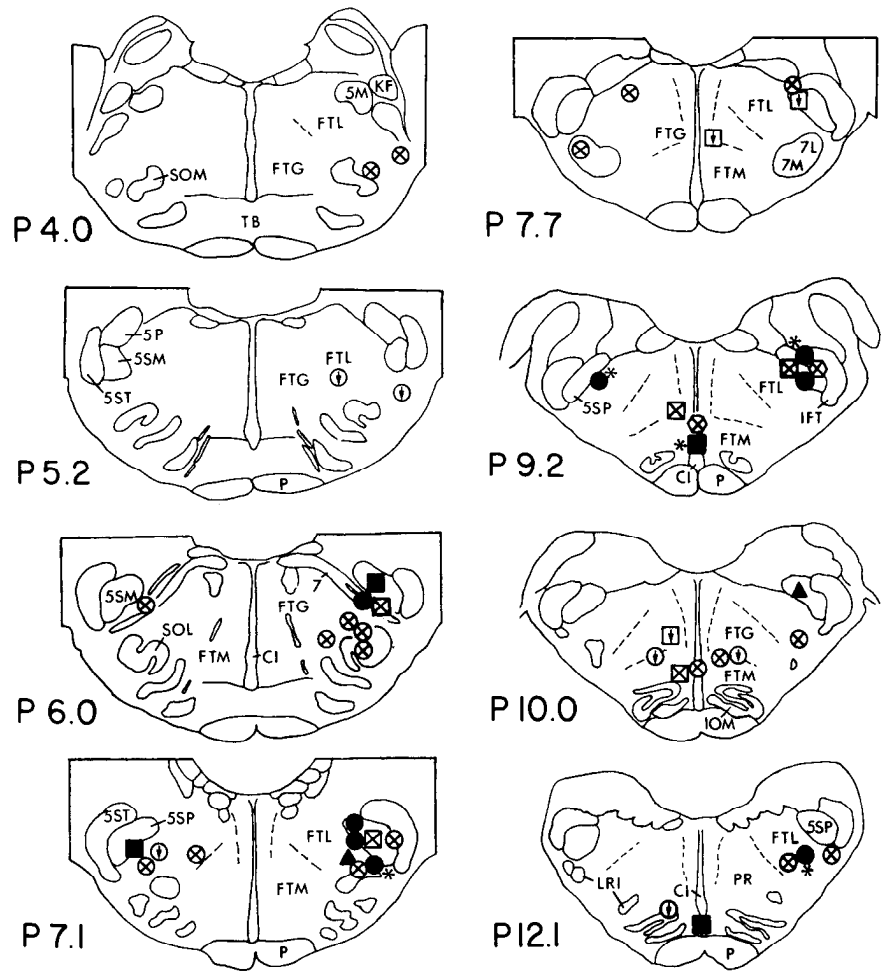 5M KF
FTL
SOM FTG
TB
P 4.0
FTL
FTG 7L
7M
FTM
P 7.7
5P
5SM FTL
FTG
5ST
P
P 5.2
*
* FTL
5SP IFT
* FTM
CI P
P 9.2
7
5SM FTG
SOL
FTM CI
P 6.0
FTG
FTM
IOM
P 10.0
5ST 5SP
FTL
*
FTM
P
P 7.1
5SP
FTL
*
LRI CI PR
P
P 12.1